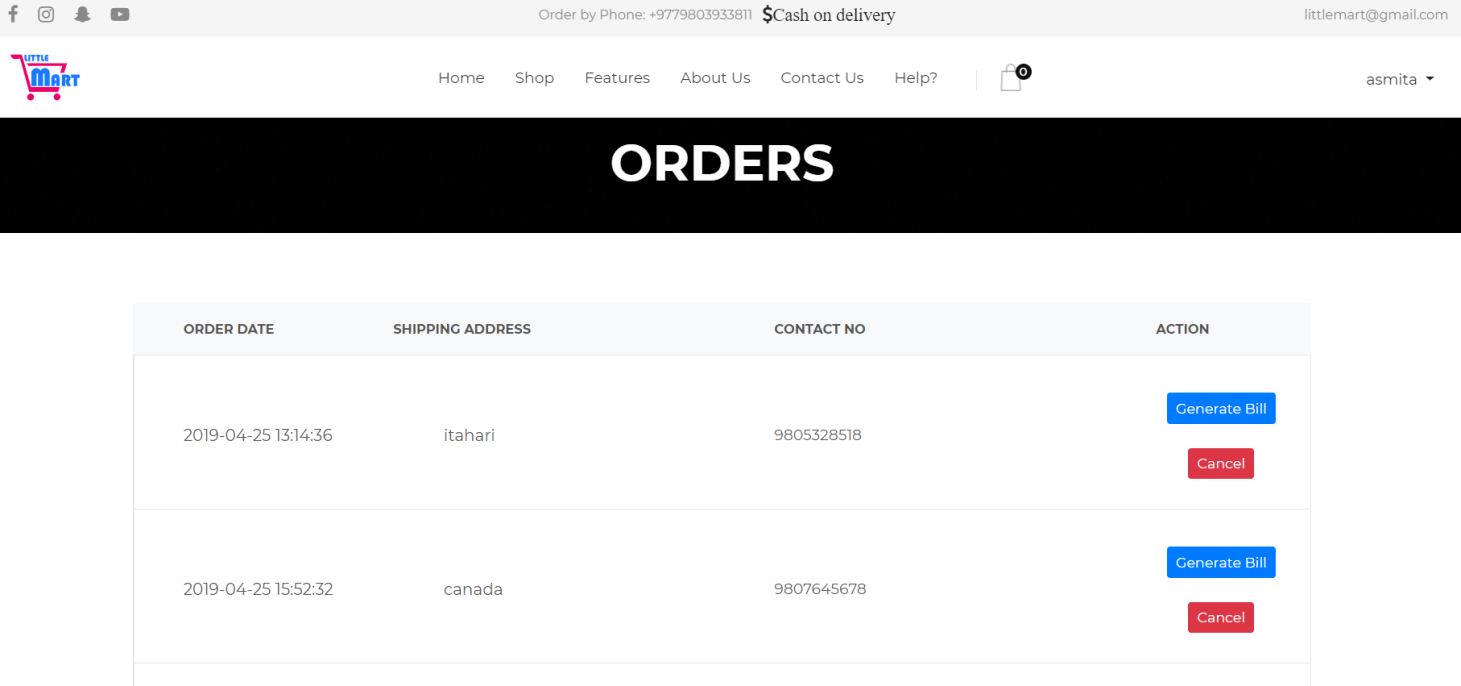 Order by Phone: +9779803933811 $Cash on delivery
littlemart@gmail.com
LITTLE
MART
Home Shop Features About Us Contact Us Help?
0
asmita
ORDERS
ORDER DATE SHIPPING ADDRESS CONTACT NO ACTION
2019-04-25 13:14:36 itahari 9805328518
Generate Bill
Cancel
2019-04-25 15:52:32 canada 9807645678
Generate Bill
Cancel